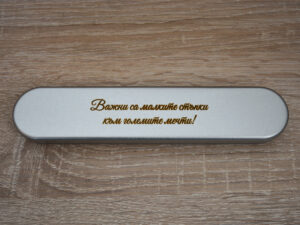 Важни са малките стъпки
към големите мечти!